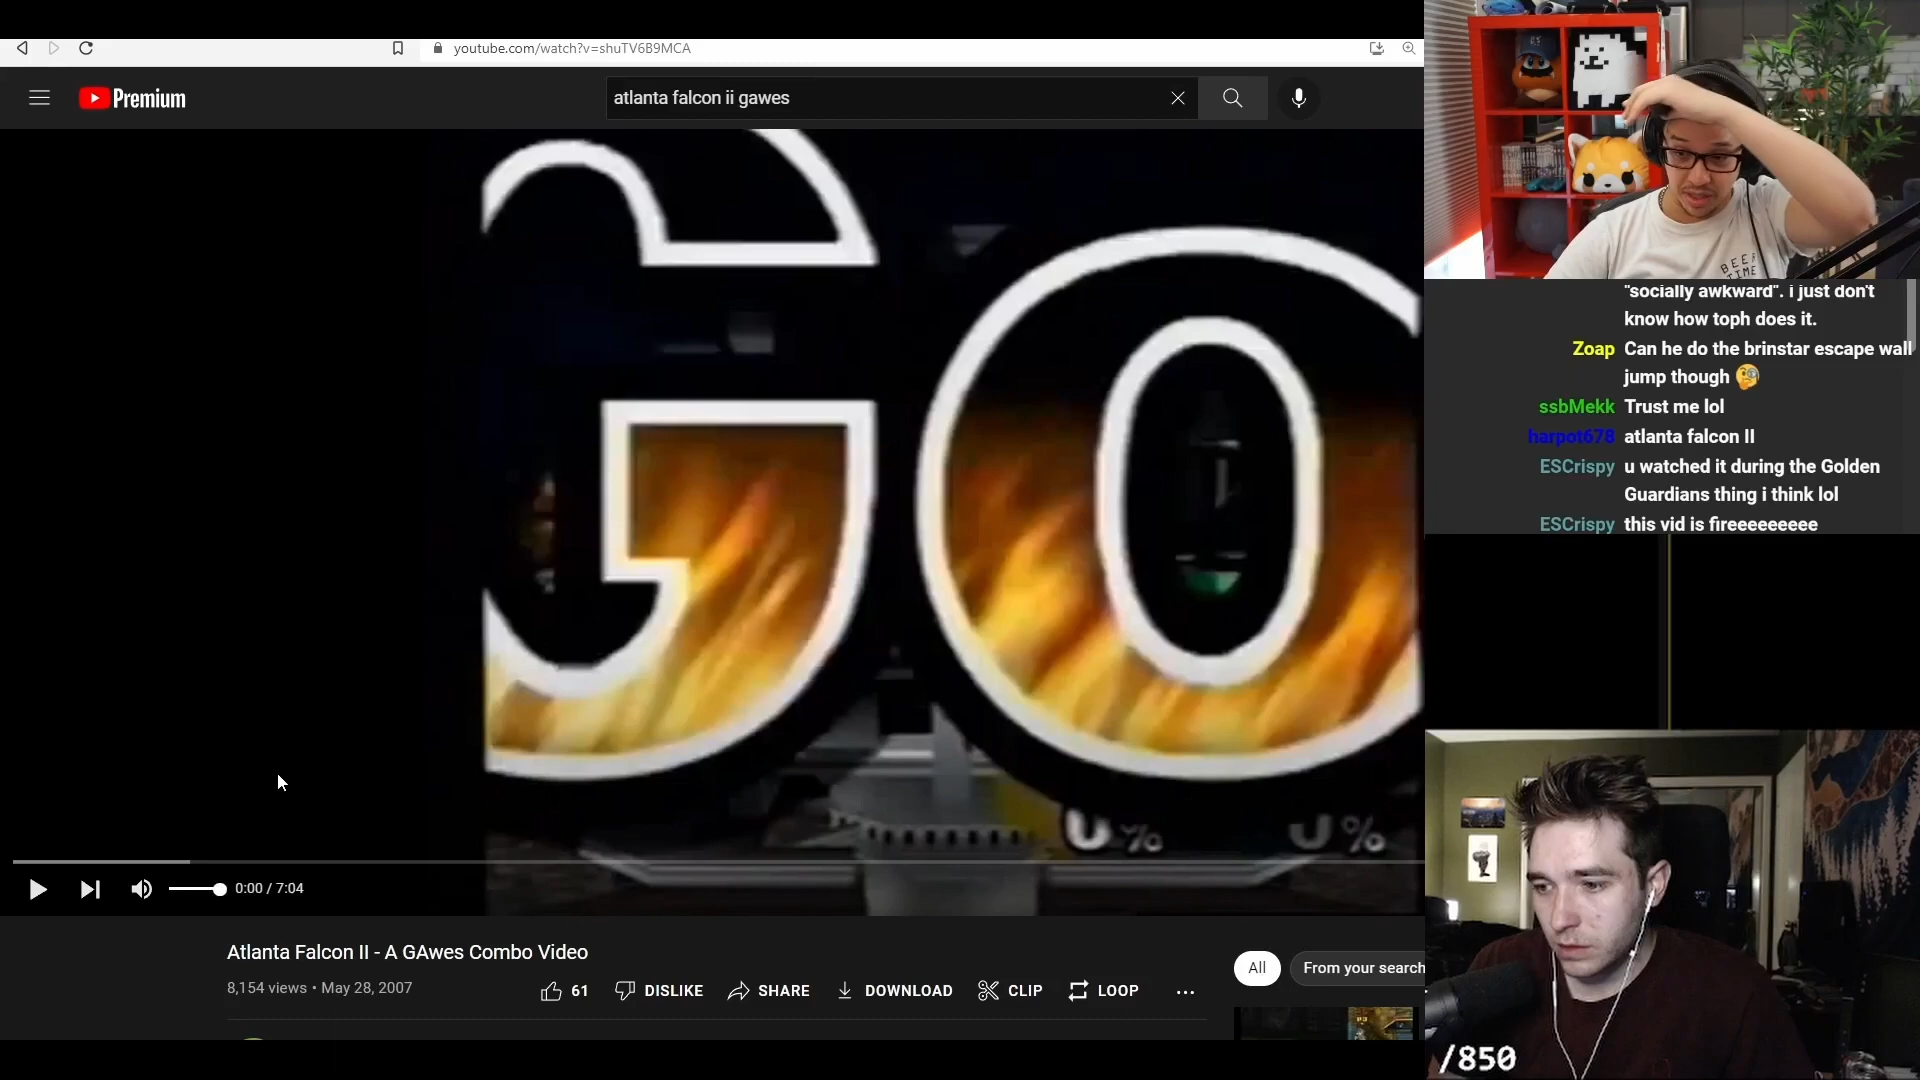 youtube.com/watch?v=shuTV6B9MCA
Premium
atlanta falcon ii gawes
GO
0%
0%
0:00 / 7:04
Atlanta Falcon II - A GAwes Combo Video
8,154 views • May 28, 2007
61
DISLIKE
SHARE
DOWNLOAD
CLIP
LOOP
All
From your search
BEER
TIME
"socially awkward". i just don't
know how toph does it.
Zoap Can he do the brinstar escape wall
jump though
ssbMekk Trust me lol
harpot678 atlanta falcon II
ESCrispy u watched it during the Golden
Guardians thing i think lol
ESCrispy this vid is fireeeeeeeee
/850